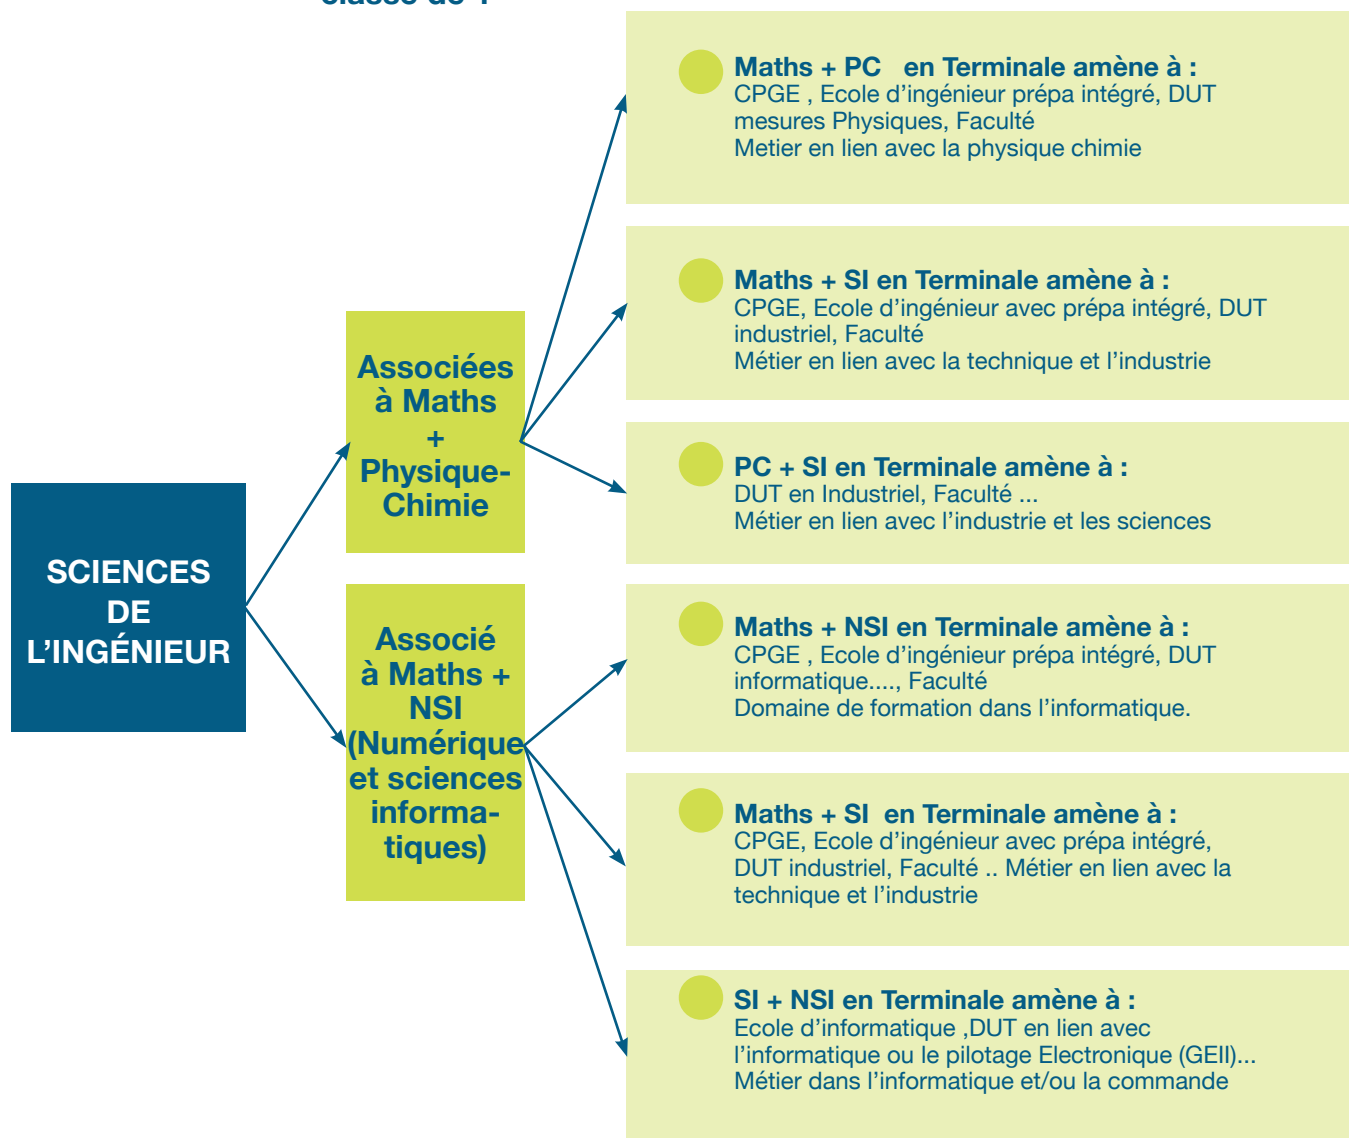 SCIENCES
DE
L’INGÉNIEUR
Associées
à Maths
+
Physique-
Chimie
Maths + PC en Terminale amène à :
CPGE , Ecole d’ingénieur prépa intégré, DUT
mesures Physiques, Faculté
Metier en lien avec la physique chimie
Maths + SI en Terminale amène à :
CPGE, Ecole d’ingénieur avec prépa intégré, DUT
industriel, Faculté
Métier en lien avec la technique et l’industrie
PC + SI en Terminale amène à :
DUT en Industriel, Faculté ...
Métier en lien avec l’industrie et les sciences
Associé
à Maths +
NSI
(Numérique
et sciences
informa-
tiques)
Maths + NSI en Terminale amène à :
CPGE , Ecole d’ingénieur prépa intégré, DUT
informatique...., Faculté
Domaine de formation dans l’informatique.
Maths + SI en Terminale amène à :
CPGE, Ecole d’ingénieur avec prépa intégré,
DUT industriel, Faculté .. Métier en lien avec la
technique et l’industrie
SI + NSI en Terminale amène à :
Ecole d’informatique ,DUT en lien avec
l’informatique ou le pilotage Electronique (GEII)...
Métier dans l’informatique et/ou la commande